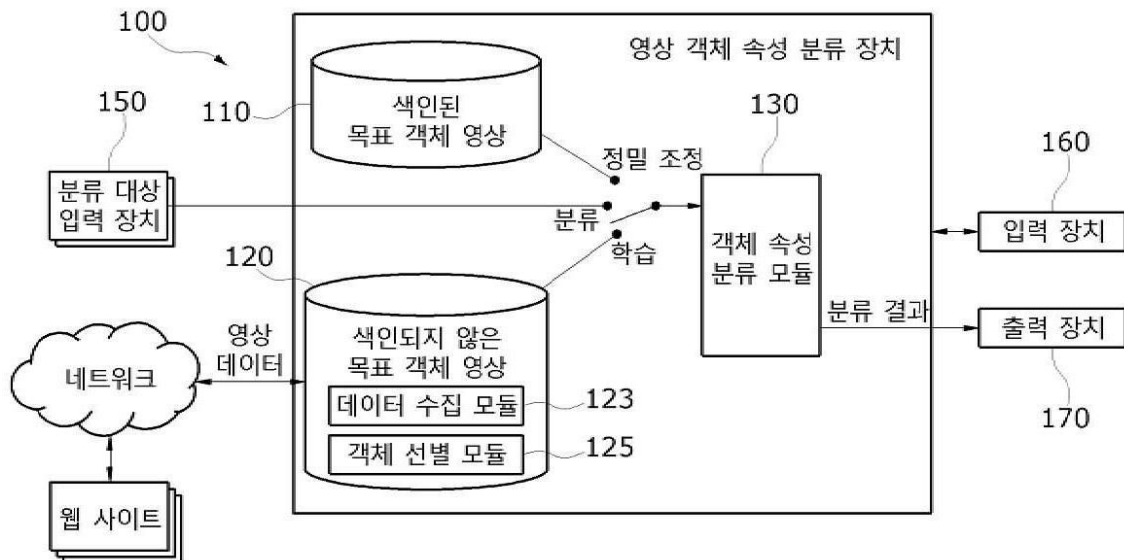 100
영상 객체 속성 분류 장치
150
110
색인된
목표 객체 영상
130
정밀 조정
160
분류 대상
입력 장치
분류
학습
객체 속성
분류 모듈
입력 장치
120
영상
데이터
색인되지 않은
목표 객체 영상
분류 결과
출력 장치
네트워크
데이터 수집 모듈
123
170
객체 선별 모듈
125
웹 사이트